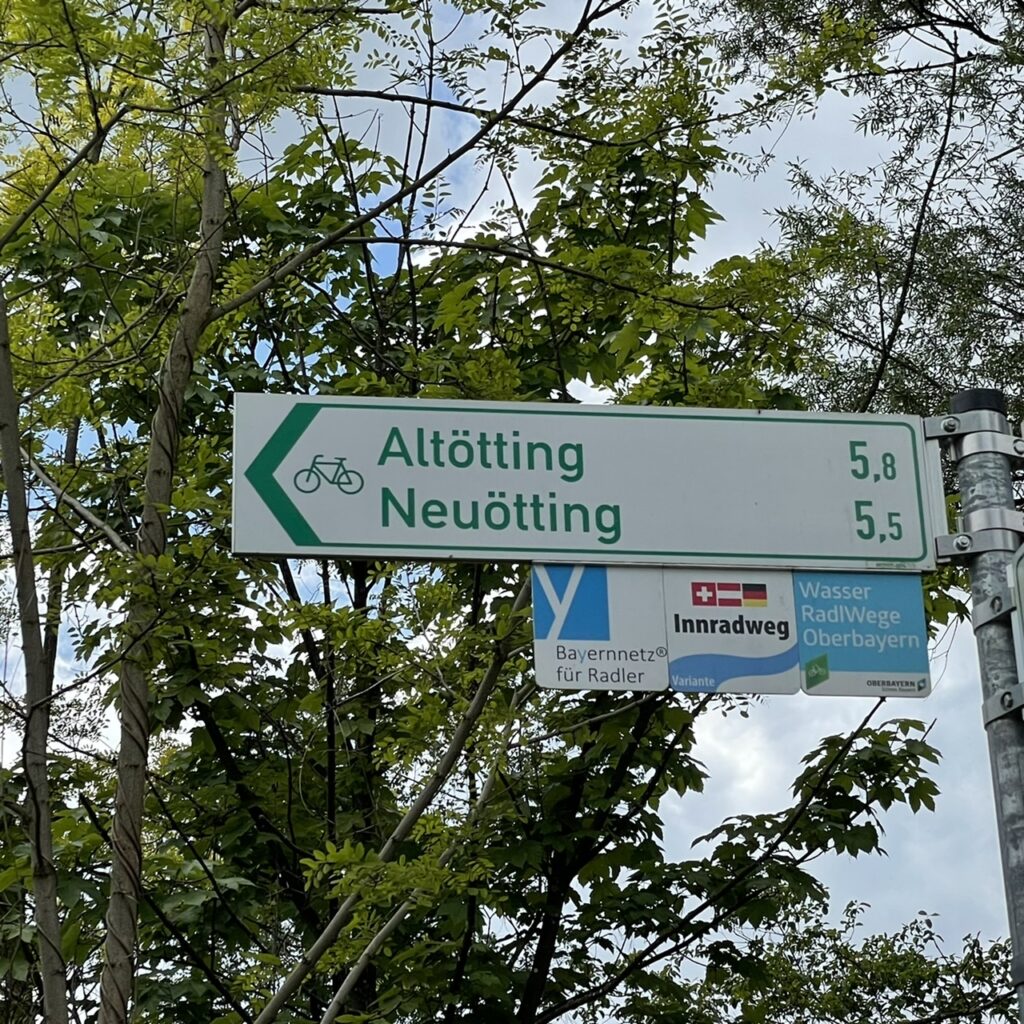 Altötting 5,8
Neuötting 5,5
Bayernnetz®
für Radler
Innradweg
Variante
Wasser
RadlWege
Oberbayern
OBERBAYERN